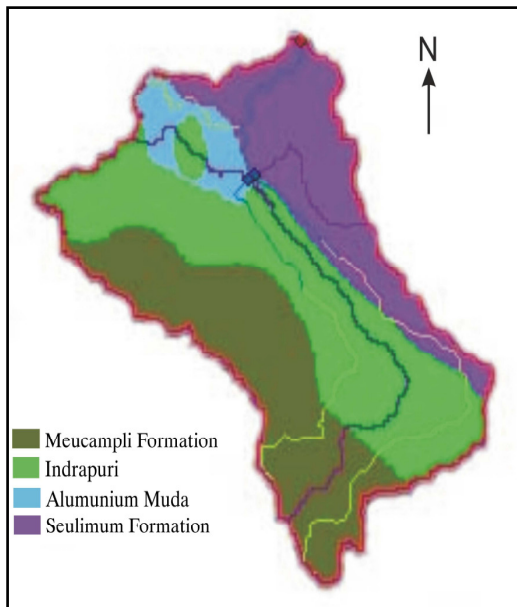 N
Meucampli Formation
Indrapuri
Alumunium Muda
Seulimum Formation